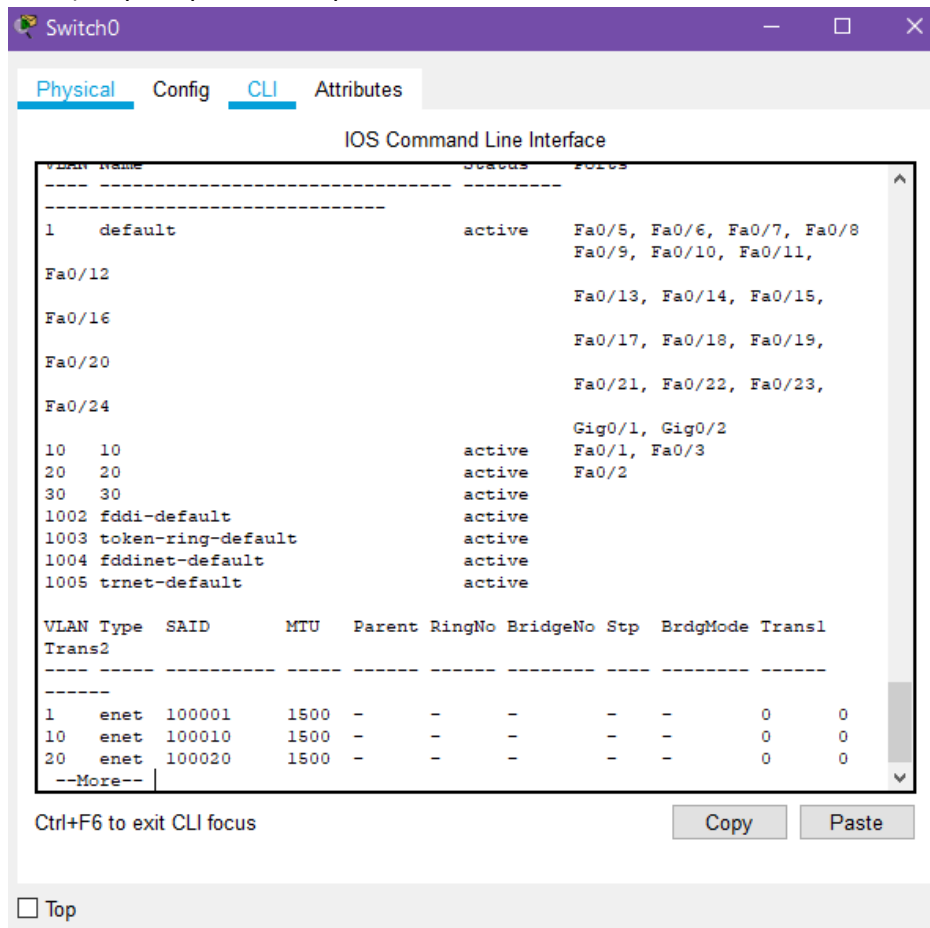 Switch0
Physical Config CLI Attributes
IOS Command Line Interface
VLAN Name Status Ports
---- -------------------------------- ---------
-------------------------------
1 default active Fa0/5, Fa0/6, Fa0/7, Fa0/8
Fa0/9, Fa0/10, Fa0/11,
Fa0/12
Fa0/13, Fa0/14, Fa0/15,
Fa0/16
Fa0/17, Fa0/18, Fa0/19,
Fa0/20
Fa0/21, Fa0/22, Fa0/23,
Fa0/24
Gig0/1, Gig0/2
10 10 active Fa0/1, Fa0/3
20 20 active Fa0/2
30 30 active
1002 fddi-default active
1003 token-ring-default active
1004 fddinet-default active
1005 trnet-default active
VLAN Type SAID MTU Parent RingNo BridgeNo Stp BrdgMode Trans1
Trans2
---- ----- ---------- ----- ------ ------ -------- ---- -------- ------
------
1 enet 100001 1500 - - - - - 0 0
10 enet 100010 1500 - - - - - 0 0
20 enet 100020 1500 - - - - - 0 0
--More--
Ctrl+F6 to exit CLI focus
Copy Paste
Top